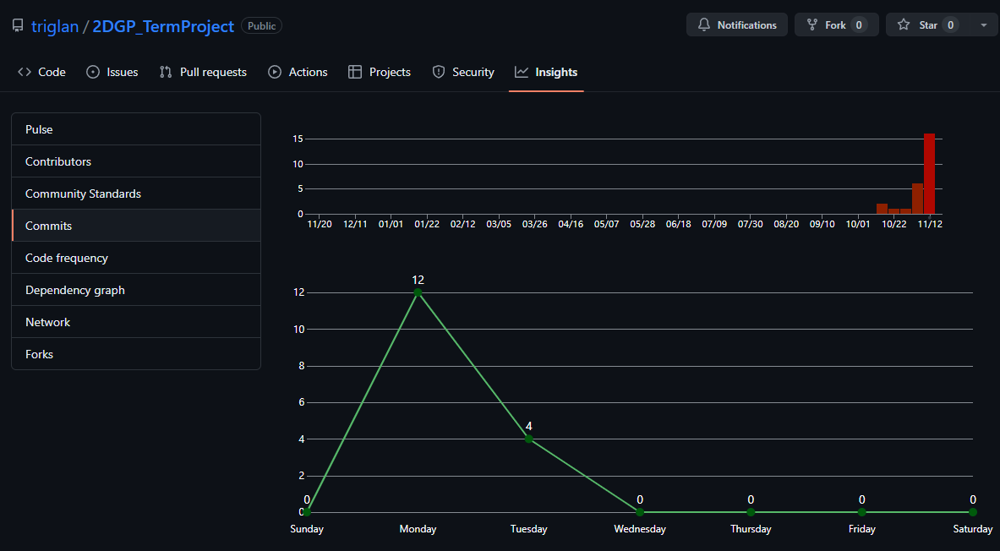 triglan / 2DGP_TermProject Public Notifications Fork 0 Star 0
Code Issues Pull requests Actions Projects Security Insights
Pulse
Contributors
Community Standards
Commits
Code frequency
Dependency graph
Network
Forks
15
10
5
0
11/20 12/11 01/01 01/22 02/12 03/05 03/26 04/16 05/07 05/28 06/18 07/09 07/30 08/20 09/10 10/01 10/22 11/12
12
12
10
8
6
4
4
2
0
0 0 0 0 0
0
Sunday Monday Tuesday Wednesday Thursday Friday Saturday